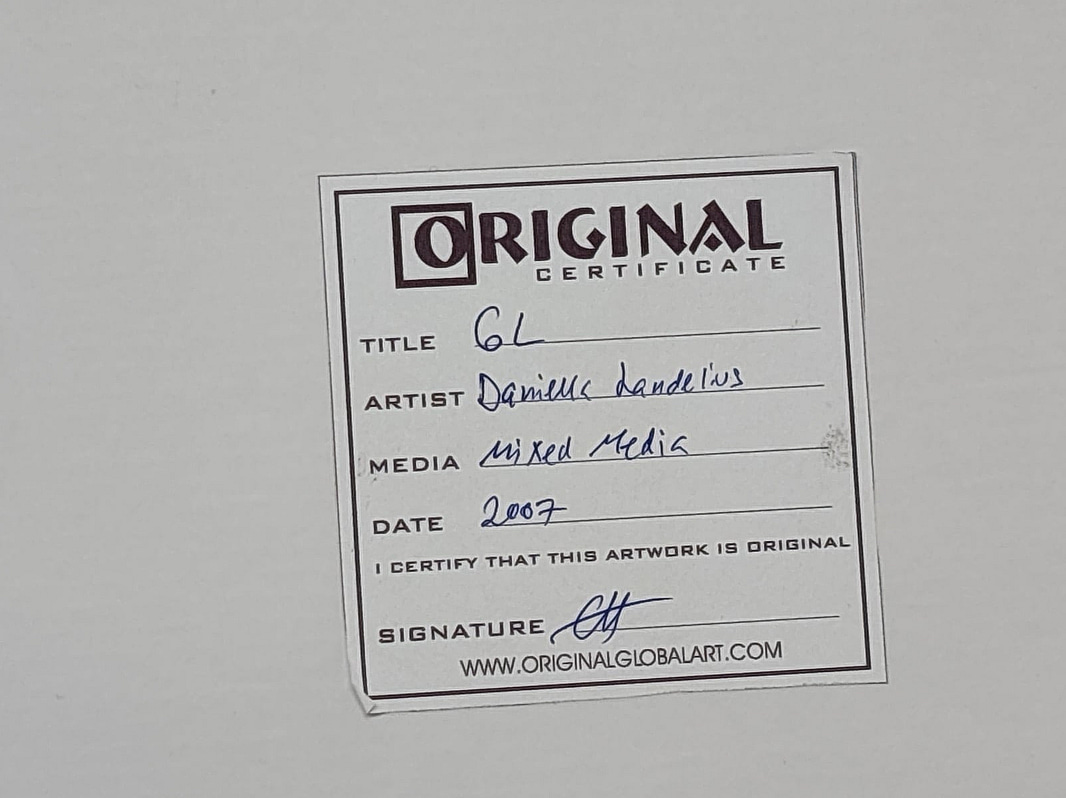 ORIGINAL
CERTIFICATE
TITLE GL
ARTIST Daniella Landelius
MEDIA Mixed Media
DATE 2007
I CERTIFY THAT THIS ARTWORK IS ORIGINAL
SIGNATURE
WWW.ORIGINALGLOBALART.COM